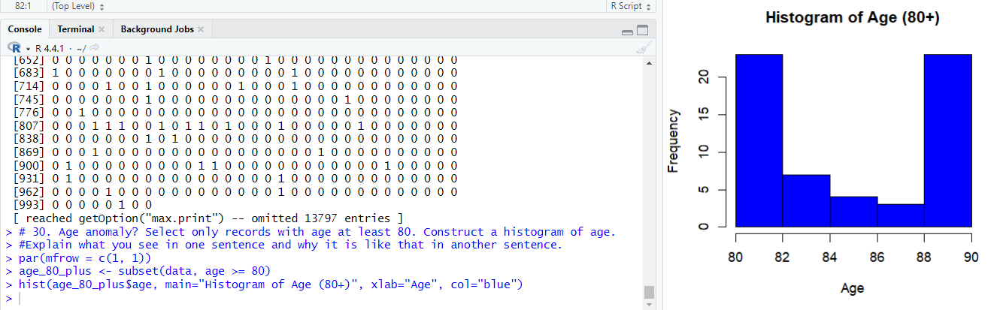 82:1 (Top Level) R Script
Console Terminal Background Jobs
R 4.4.1 · ~/
[652] 0 0 0 0 0 0 0 1 0 0 0 0 0 0 0 0 1 0 0 0 0 0 0 0 0 0 0 0 0 0 0
[683] 1 0 0 0 0 0 0 0 1 0 0 0 0 0 0 0 0 0 1 0 0 0 0 0 0 0 0 0 0 0 0
[714] 0 0 0 0 1 0 0 1 0 0 0 0 0 0 1 0 0 0 1 0 0 0 0 0 0 0 0 0 0 0 0
[745] 0 0 0 0 0 0 0 1 0 0 0 0 0 0 0 0 0 0 0 0 0 0 1 0 0 0 0 0 0 0 0
[776] 0 0 1 0 0 0 0 0 0 0 0 0 0 0 0 0 0 0 0 0 0 0 0 0 0 0 0 0 0 0 0
[807] 0 0 0 1 1 1 0 0 1 0 1 1 0 1 0 0 0 1 0 0 0 0 0 1 0 0 0 0 0 0 0
[838] 0 0 0 0 0 0 0 1 0 1 0 0 0 0 0 0 0 0 0 0 0 0 0 0 0 0 0 0 0 0 0
[869] 0 0 0 1 0 0 0 0 0 0 0 0 0 0 0 0 0 0 0 0 1 0 0 0 0 0 0 0 0 0 0
[900] 0 1 0 0 0 0 0 0 0 0 0 1 1 0 0 0 0 0 0 0 0 0 0 0 0 1 0 0 0 0 0
[931] 0 1 0 0 0 0 0 0 0 0 0 0 0 0 0 0 0 1 0 0 0 0 0 0 0 0 0 0 0 0 0
[962] 0 0 0 0 1 0 0 0 0 0 0 0 0 0 0 0 0 1 0 0 0 0 0 0 0 0 0 0 0 0 0
[993] 0 0 0 0 0 1 0 0
[ reached getOption("max.print") -- omitted 13797 entries ]
> # 30. Age anomaly? Select only records with age at least 80. Construct a histogram of age.
> #Explain what you see in one sentence and why it is like that in another sentence.
> par(mfrow = c(1, 1))
> age_80_plus <- subset(data, age >= 80)
> hist(age_80_plus$age, main="Histogram of Age (80+)", xlab="Age", col="blue")
>
Histogram of Age (80+)
Frequency
20
15
10
5
0
80 82 84 86 88 90
Age